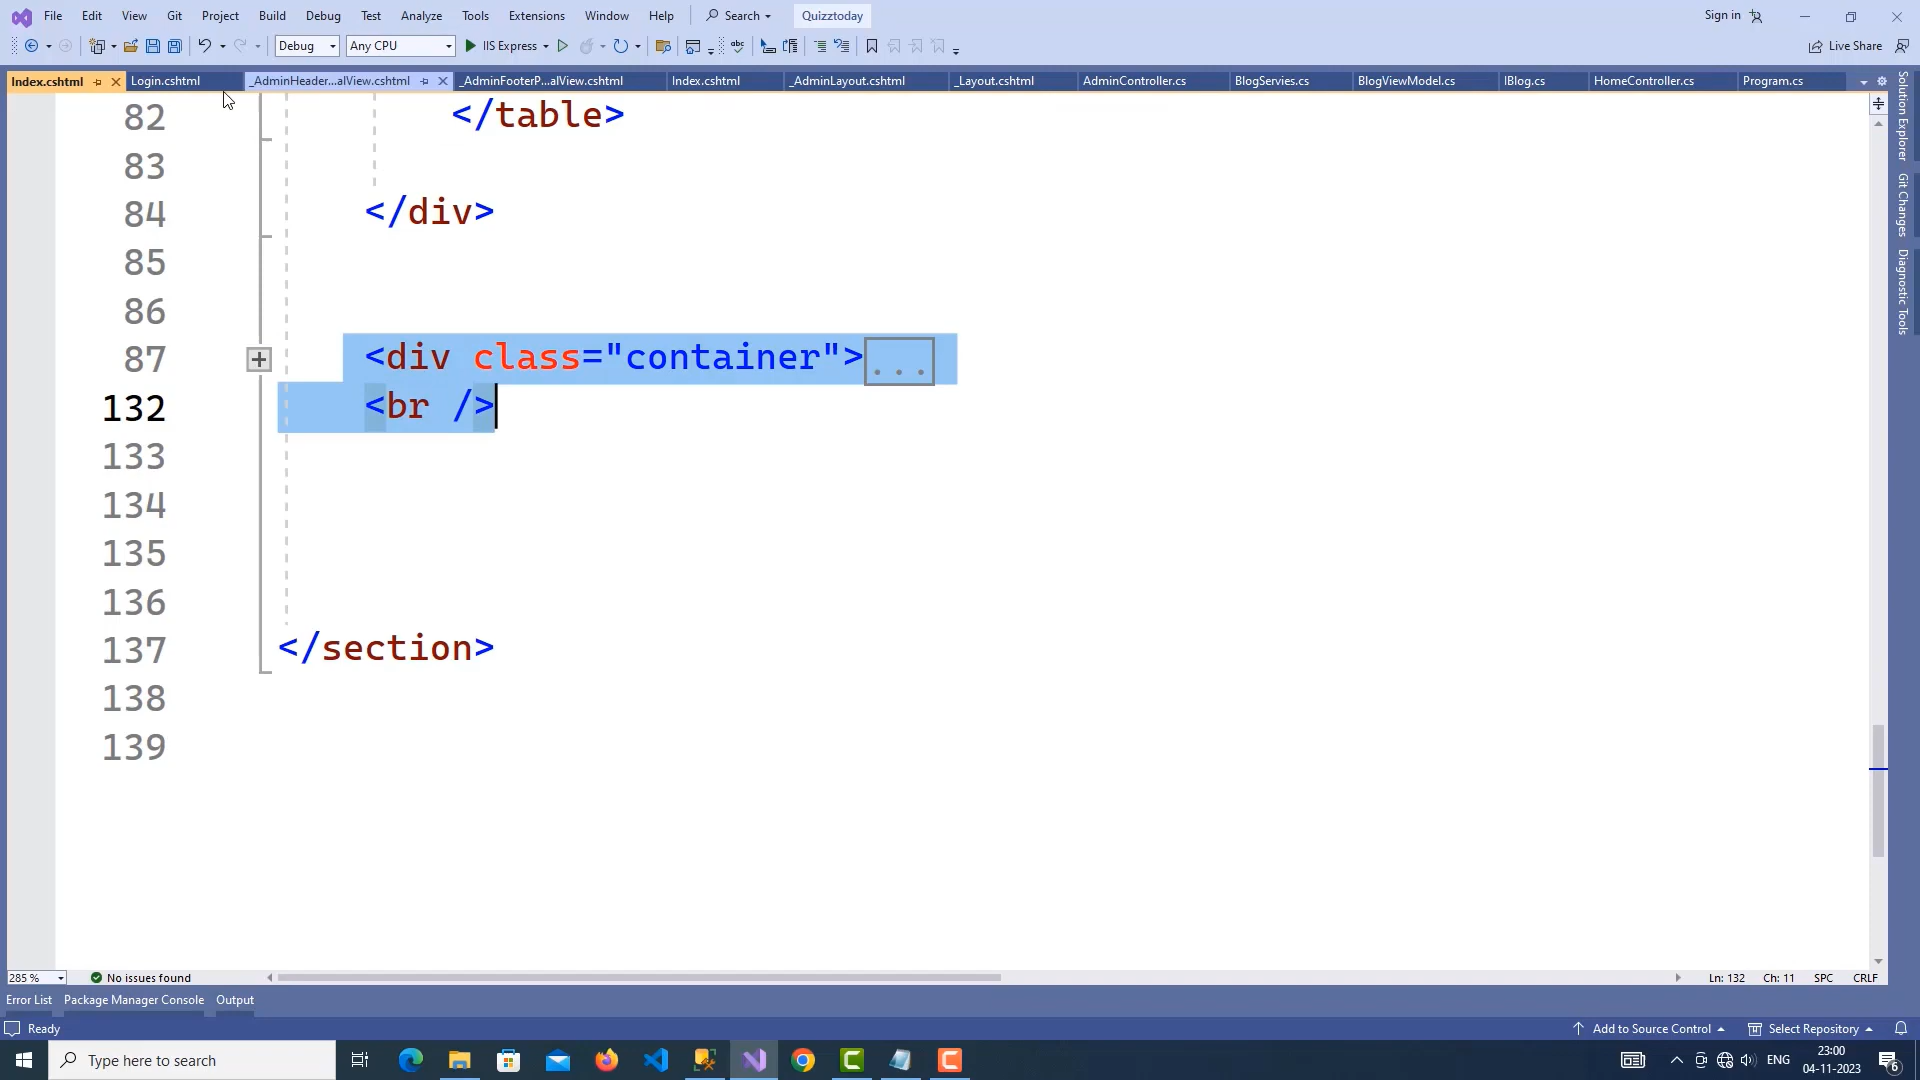 File Edit View Git Project Build Debug Test Analyze Tools Extensions Window Help Search Quizztoday Sign in
Debug Any CPU IIS Express Live Share
Index.cshtml Login.cshtml _AdminHeader...alView.cshtml _AdminFooterP...alView.cshtml Index.cshtml _AdminLayout.cshtml _Layout.cshtml AdminController.cs BlogServies.cs BlogViewModel.cs IBlog.cs HomeController.cs Program.cs
82 </table>
83
84 </div>
85
86
87 <div class="container">...
132 <br />
133
134
135
136
137 </section>
138
139
Solution Explorer
Git Changes
Diagnostic Tools
285 % No issues found Ln: 132 Ch: 11 SPC CRLF
Error List Package Manager Console Output
Ready Add to Source Control Select Repository
Type here to search ENG 23:00
04-11-2023
6